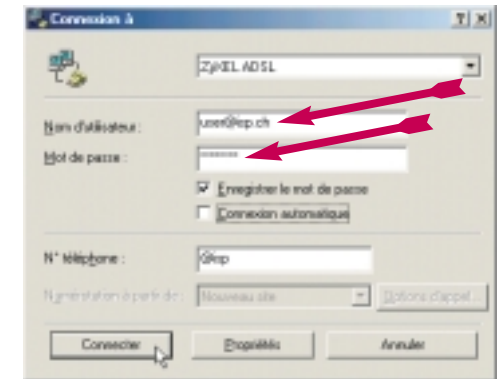 Connexion à
ZyXEL ADSL
Nom d'utilisateur :
user@isp.ch
Mot de passe :
Enregistrer le mot de passe
Connexion automatique
N° téléphone :
@isp
Numérotation à partir de :
Nouveau site
Options d'appel...
Connecter
Propriétés
Annuler